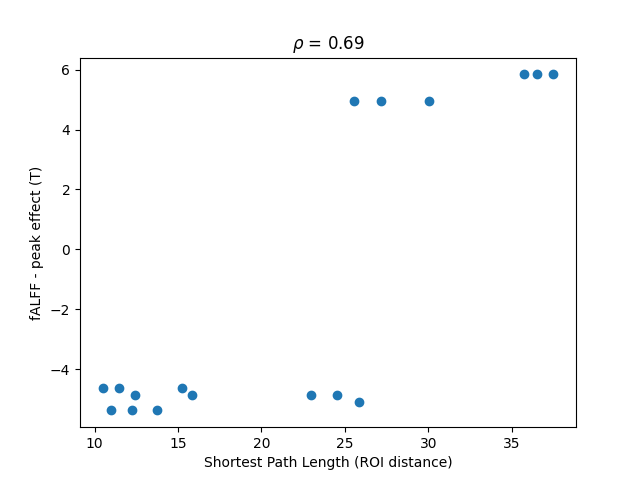 ρ = 0.69
6
4
2
0
−2
−4
fALFF - peak effect (T)
10 15 20 25 30 35
Shortest Path Length (ROI distance)